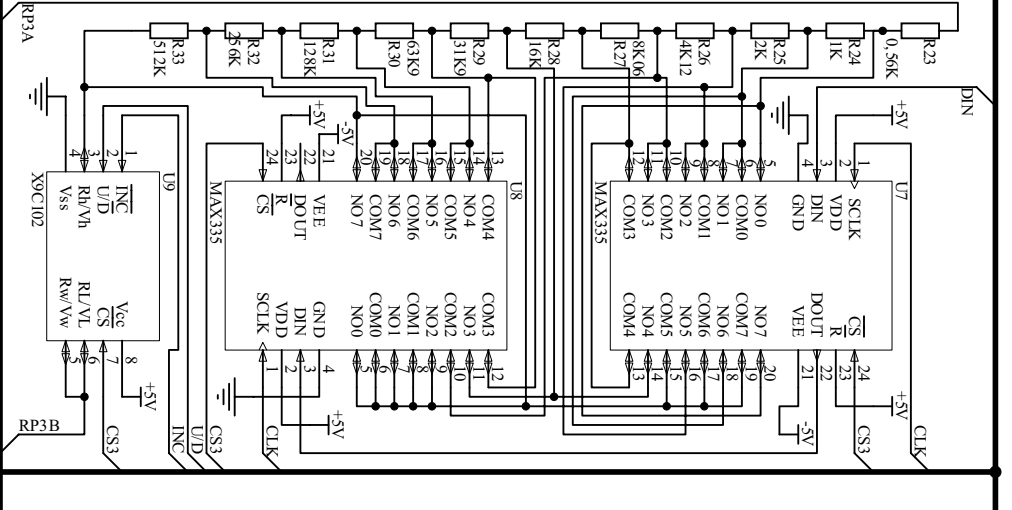 RP3A
R33
512K
R32
256K
R31
128K
R30
63K9
R29
31K9
R28
16K
R27
8K06
R26
4K12
R25
2K
R24
1K
R23
0,56K
DIN
+5V
-5V
+5V
4
3
2
1
24
23
22
21
20
19
18
17
16
15
14
13
12
11
10
9
8
7
6
5
4
3
2
1
U9
X9C102
Vss
Rh/Vh
U/D
INC
Rw/Vw
RL/VL
CS
Vcc
5
6
7
8
+5V
U8
MAX335
CS
R
DOUT
VEE
NO7
COM7
NO6
COM6
NO5
COM5
NO4
COM4
SCLK
VDD
DIN
GND
NO0
COM0
NO1
COM1
NO2
COM2
NO3
COM3
1
2
3
4
5
6
7
8
9
10
11
12
U7
MAX335
COM3
NO3
COM2
NO2
COM1
NO1
COM0
NO0
GND
DIN
VDD
SCLK
COM4
NO4
COM5
NO5
COM6
NO6
COM7
NO7
VEE
DOUT
R
CS
13
14
15
16
17
18
19
20
21
22
23
24
+5V
-5V
+5V
RP3B
CS3
INC
U/D
CS3
CLK
CS3
CLK